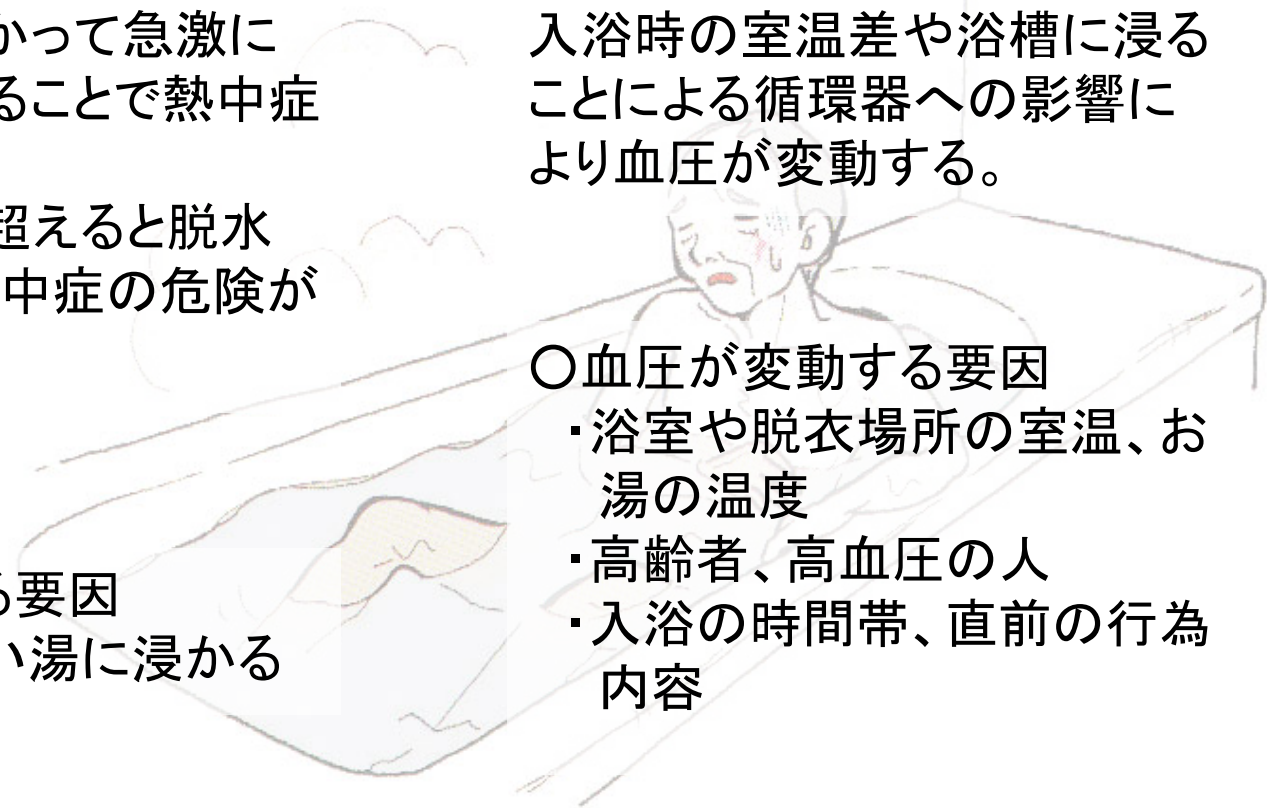 かって急激に
ることで熱中症
超えると脱水
中症の危険が
る要因
い湯に浸かる
入浴時の室温差や浴槽に浸る
ことによる循環器への影響に
より血圧が変動する。
〇血圧が変動する要因
・浴室や脱衣場所の室温、お
湯の温度
・高齢者、高血圧の人
・入浴の時間帯、直前の行為
内容